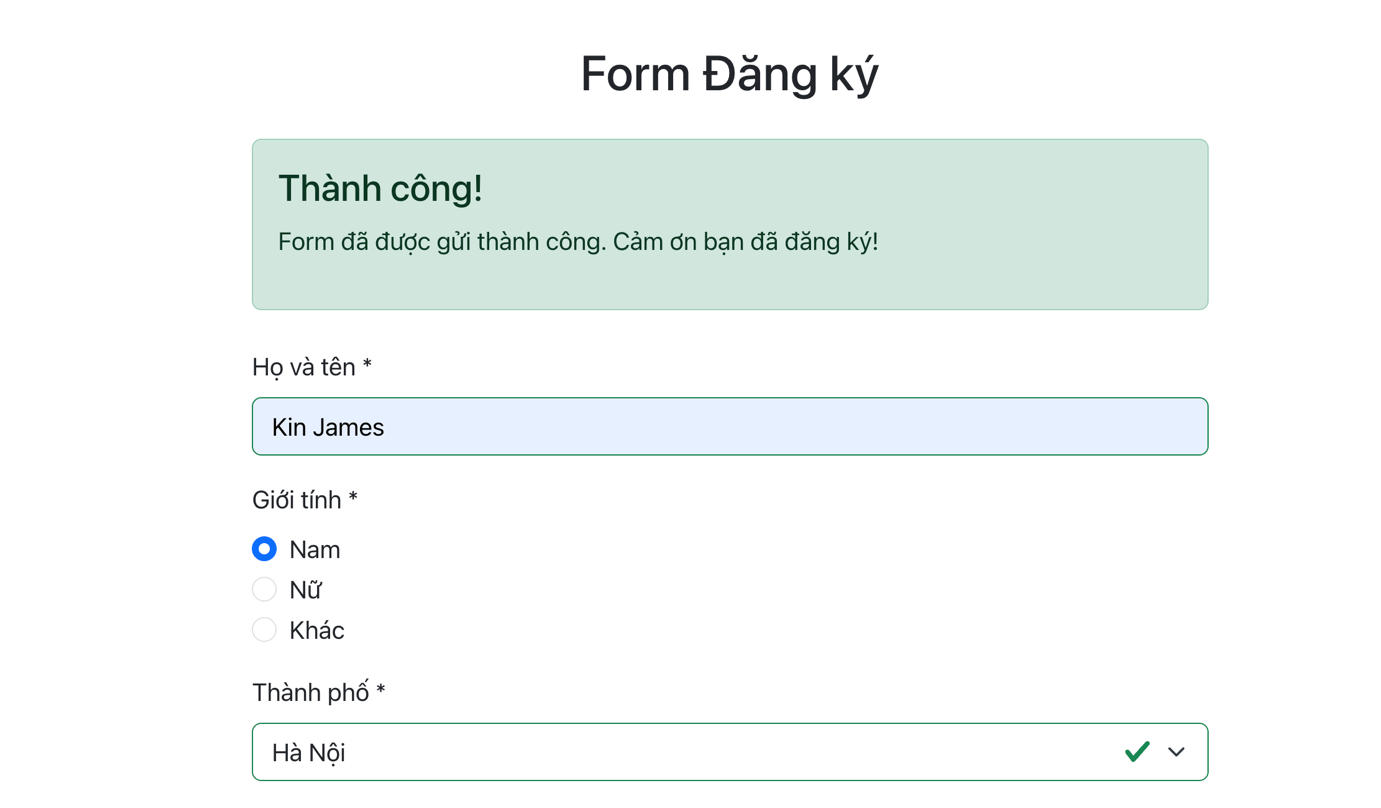 Form Đăng ký
Thành công!
Form đã được gửi thành công. Cảm ơn bạn đã đăng ký!
Họ và tên *
Kin James
Giới tính *
Nam
Nữ
Khác
Thành phố *
Hà Nội